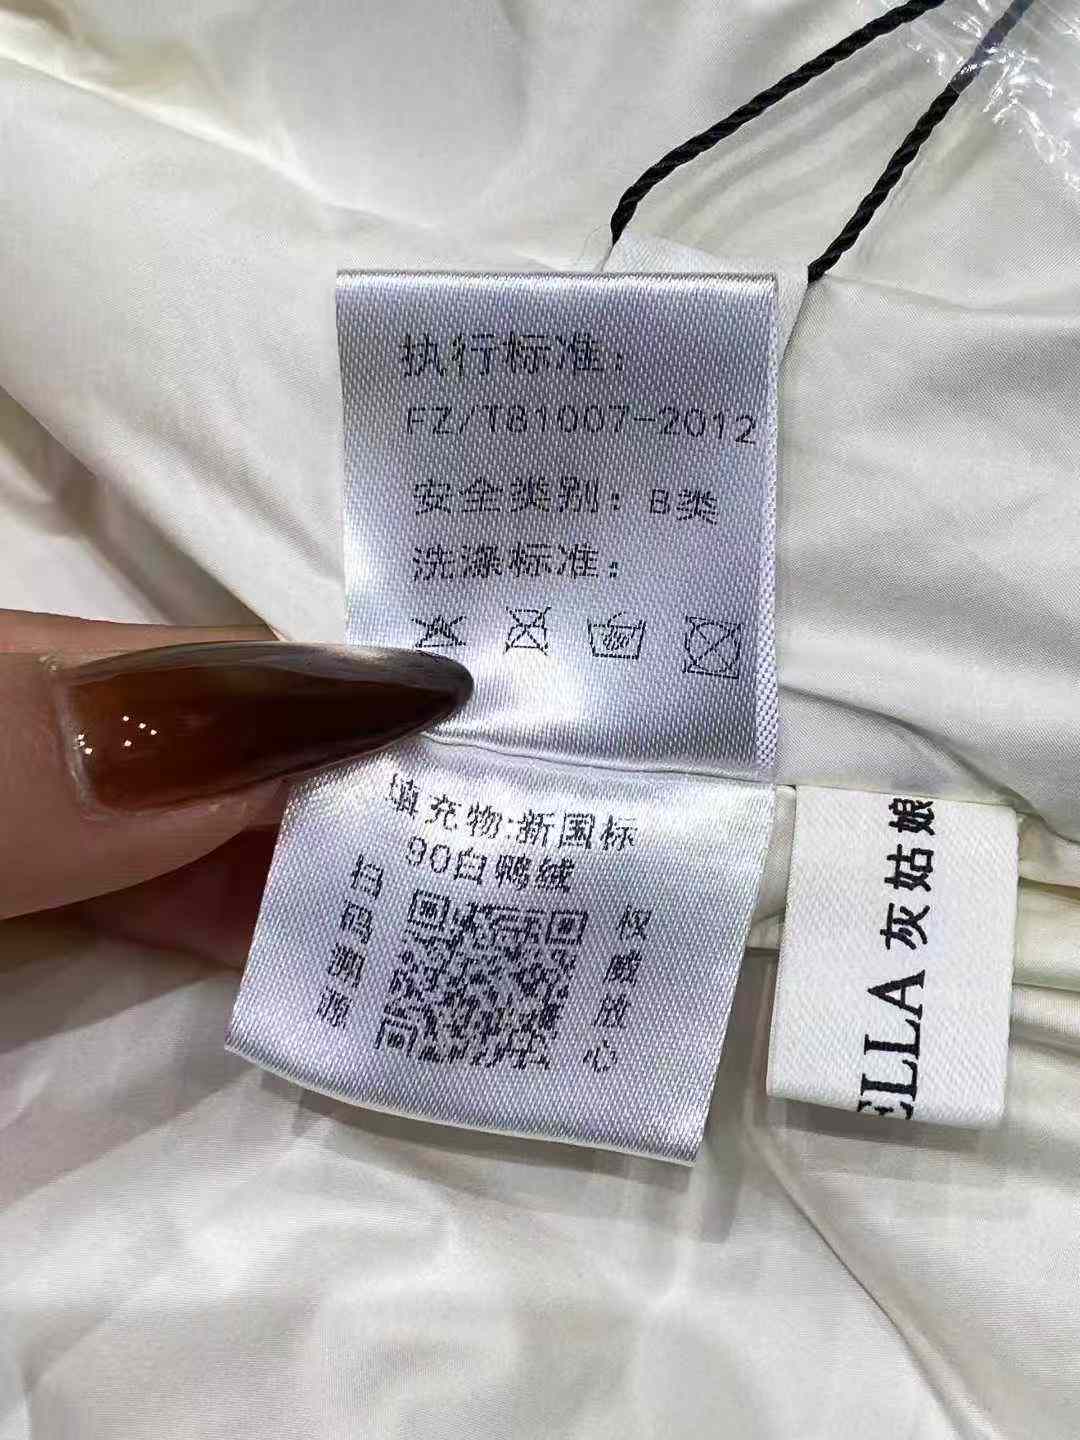 执行标准：
FZ/T81007-2012
安全类别：B类
洗涤标准：
填充物:新国标
90白鸭绒
扫码溯源
权威放心
ELLA 灰姑娘